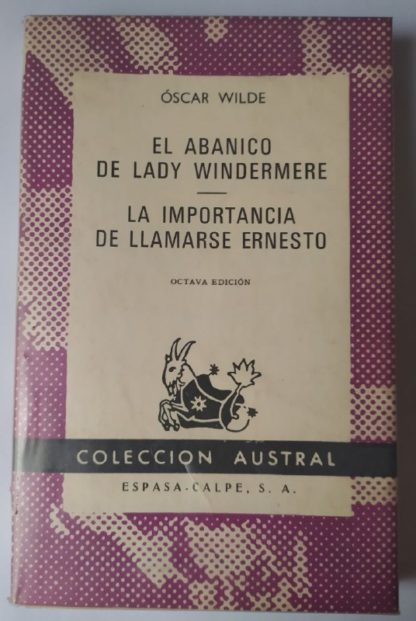 ÓSCAR WILDE
EL ABANICO
DE LADY WINDERMERE
LA IMPORTANCIA
DE LLAMARSE ERNESTO
OCTAVA EDICIÓN
COLECCION AUSTRAL
ESPASA-CALPE, S. A.